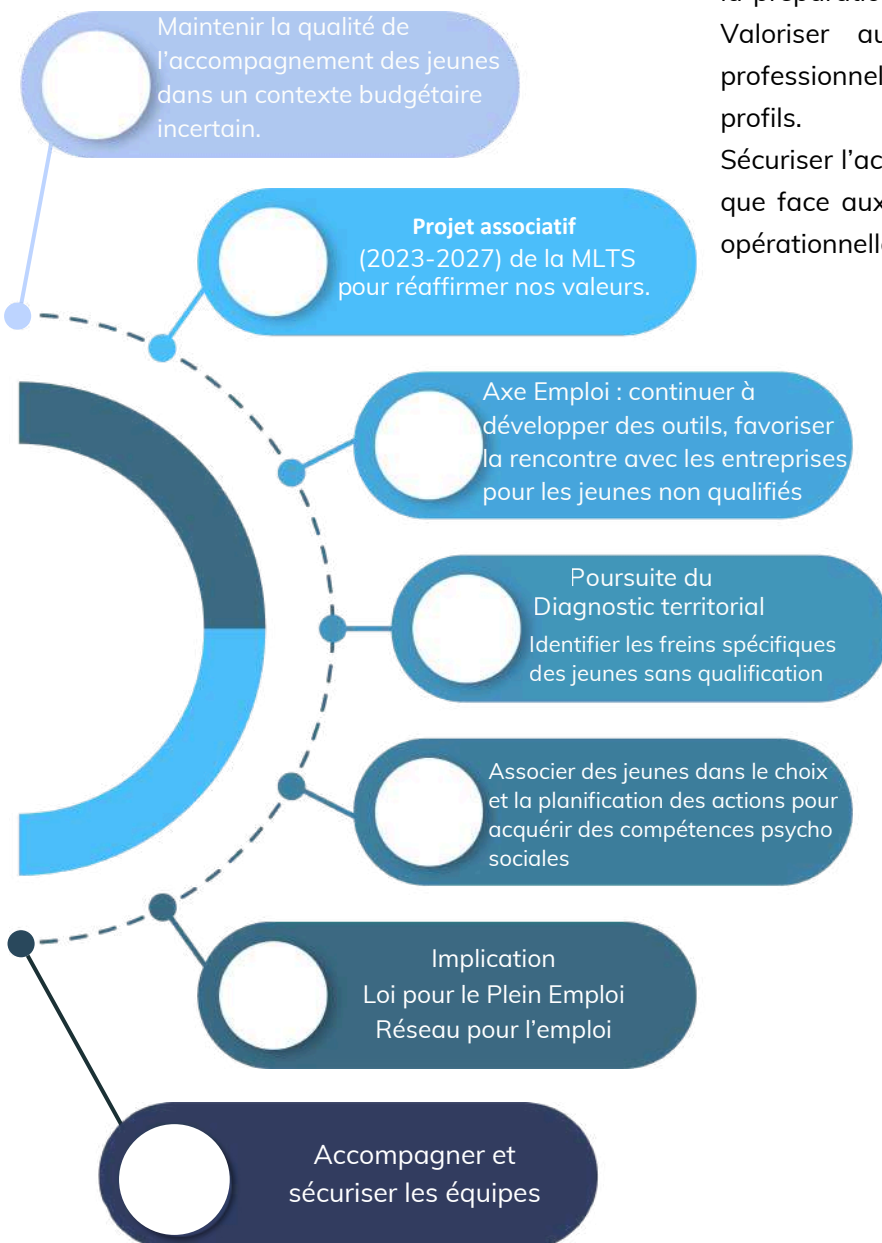 Maintenir la qualité de
l’accompagnement des jeunes
dans un contexte budgétaire
incertain.
Projet associatif
(2023-2027) de la MLTS
pour réaffirmer nos valeurs.
Axe Emploi : continuer à
développer des outils, favoriser
la rencontre avec les entreprises
pour les jeunes non qualifiés
Poursuite du
Diagnostic territorial
Identifier les freins spécifiques
des jeunes sans qualification
Associer des jeunes dans le choix
et la planification des actions pour
acquérir des compétences psycho
sociales
Implication
Loi pour le Plein Emploi
Réseau pour l’emploi
Accompagner et
sécuriser les équipes
Valoriser
profils.
Sécuriser
que face aux